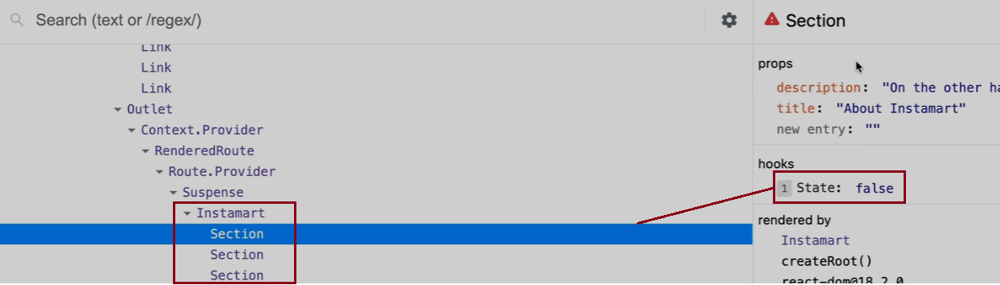 Search (text or /regex/)
Link
Link
Link
Outlet
Context.Provider
RenderedRoute
Route.Provider
Suspense
Instamart
Section
Section
Section
Section
props
description: "On the other ha
title: "About Instamart"
new entry: ""
hooks
1 State: false
rendered by
Instamart
createRoot()
react-dom@18.2.0